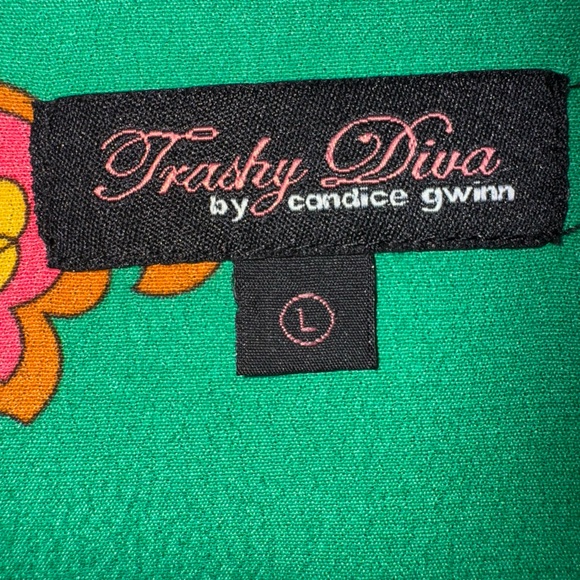 Trashy Diva
by candice gwinn
L